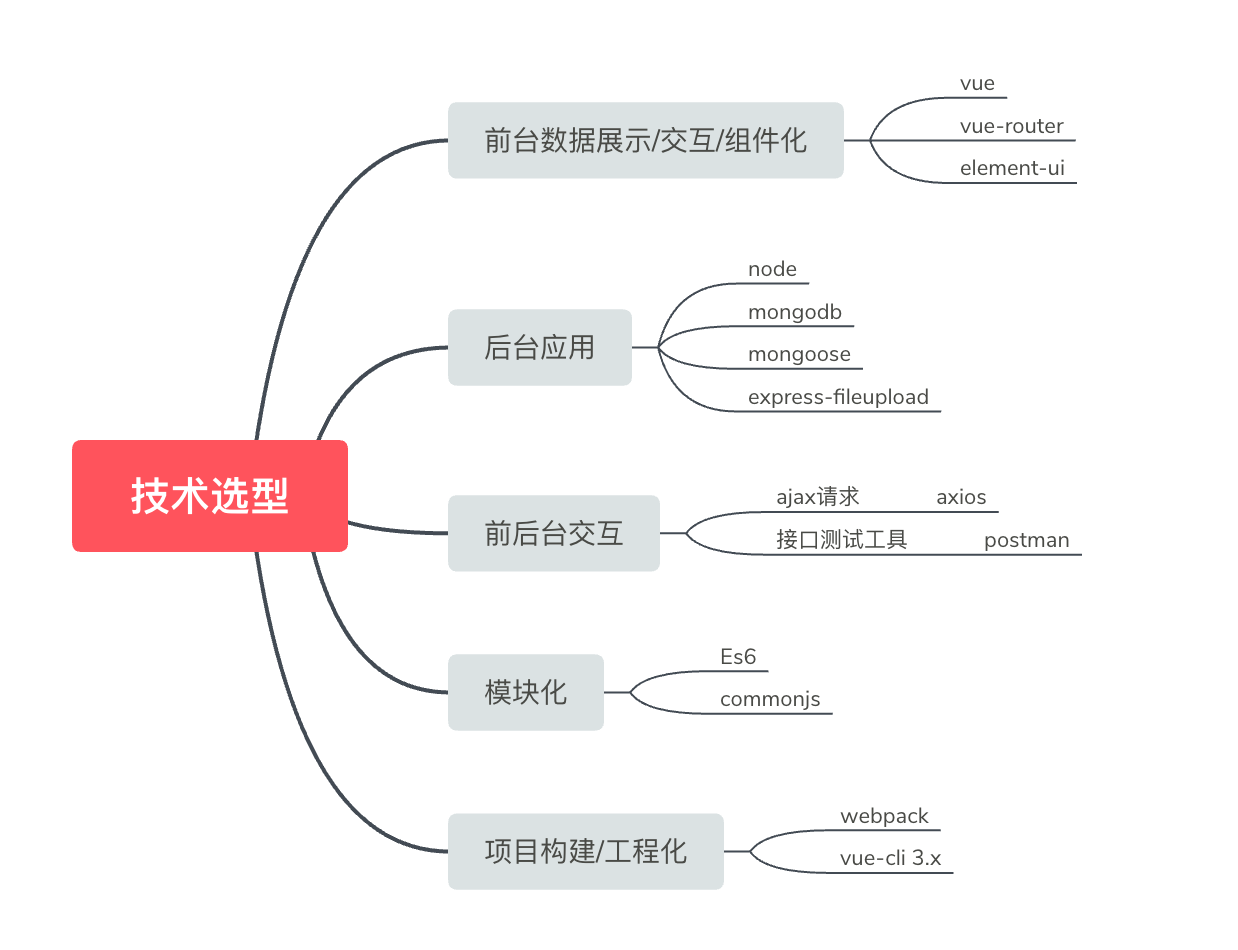 技术选型
前台数据展示/交互/组件化
vue
vue-router
element-ui
后台应用
node
mongodb
mongoose
express-fileupload
前后台交互
ajax请求 axios
接口测试工具 postman
模块化
Es6
commonjs
项目构建/工程化
webpack
vue-cli 3.x